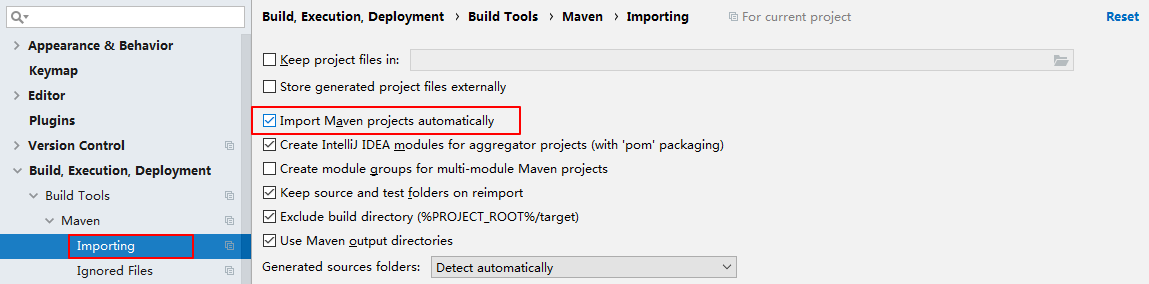 Appearance & Behavior
Keymap
Editor
Plugins
Version Control
Build, Execution, Deployment
Build Tools
Maven
Importing
Ignored Files
Build, Execution, Deployment › Build Tools › Maven › Importing
For current project
Reset
Keep project files in:
Store generated project files externally
Import Maven projects automatically
Create IntelliJ IDEA modules for aggregator projects (with 'pom' packaging)
Create module groups for multi-module Maven projects
Keep source and test folders on reimport
Exclude build directory (%PROJECT_ROOT%/target)
Use Maven output directories
Generated sources folders: Detect automatically